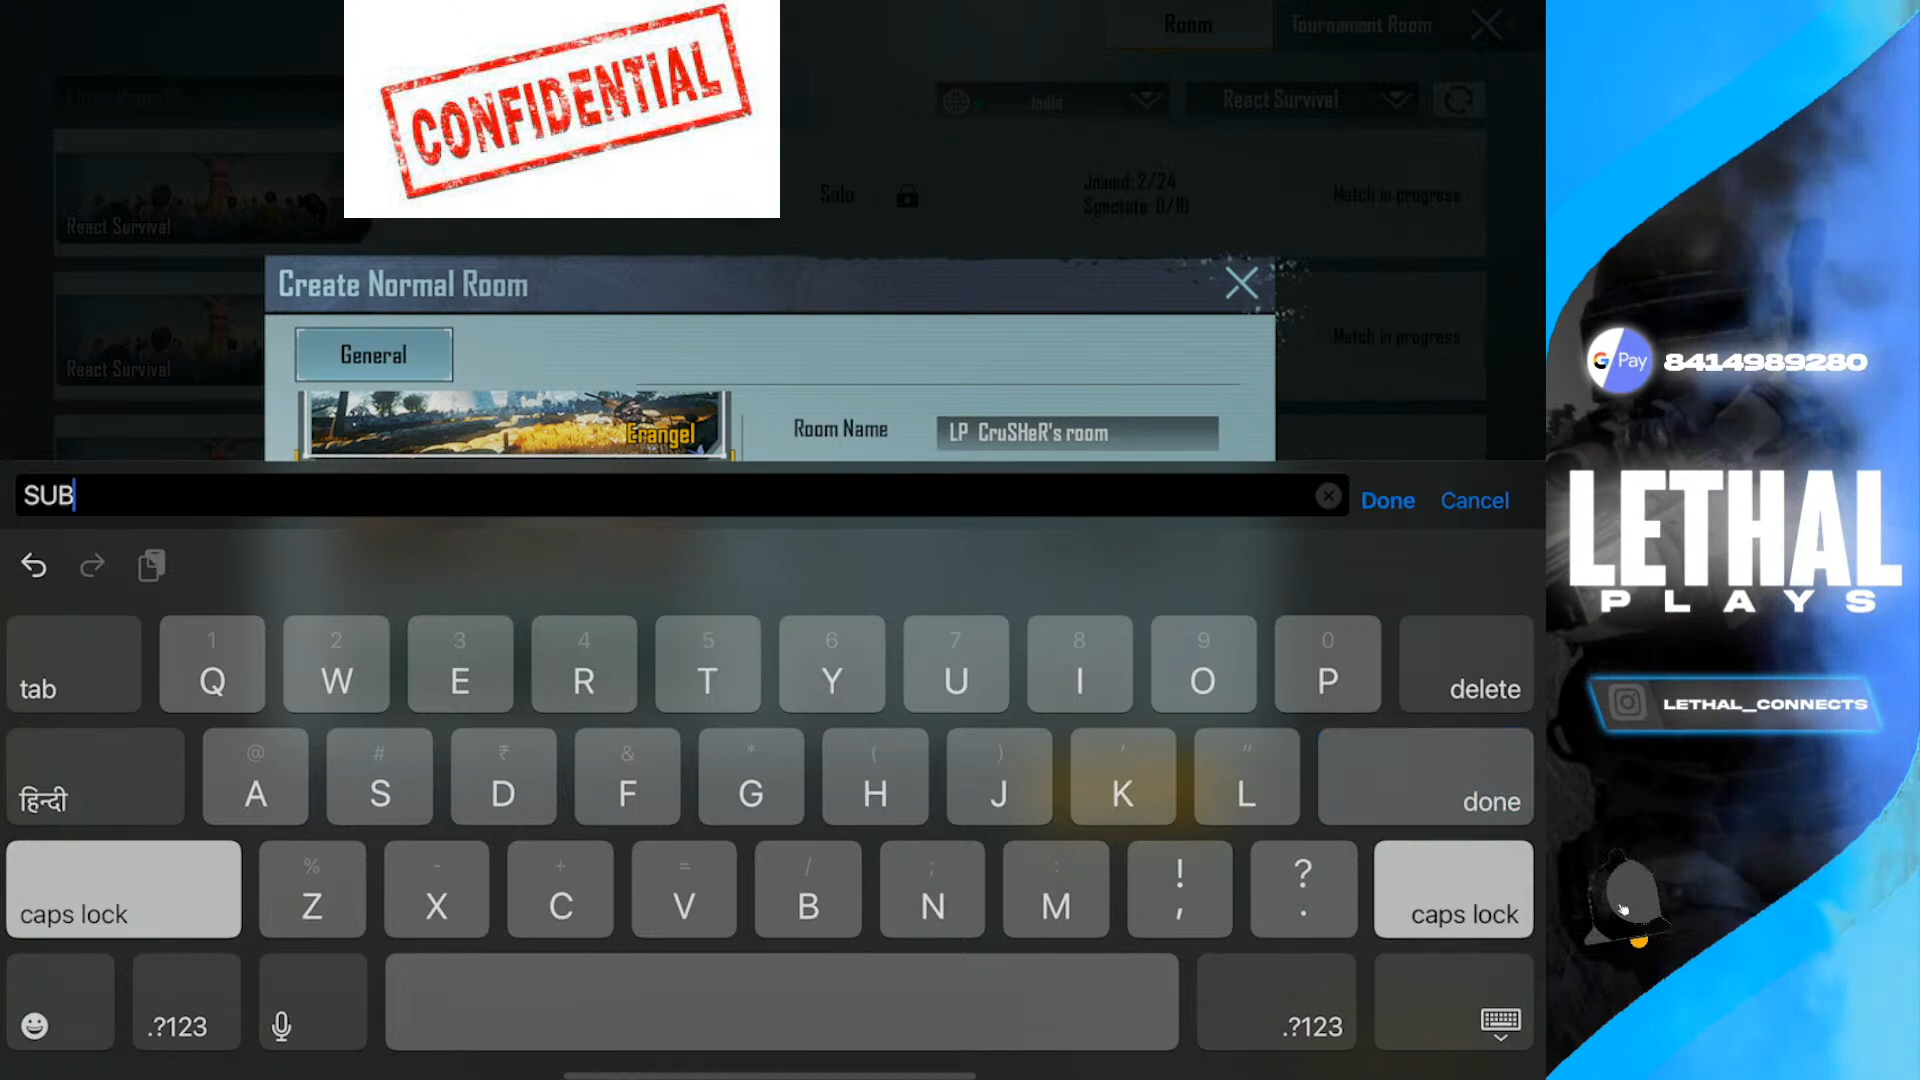 Room
Tournament Room
CONFIDENTIAL
India
React Survival
Solo
Joined: 2/24
Spectate: 0/10
Match in progress
React Survival
Create Normal Room
General
Match in progress
React Survival
Erangel
Room Name
LP CruSHeR's room
SUB
Done
Cancel
1 2 3 4 5 6 7 8 9 0
tab Q W E R T Y U I O P delete
@ # ₹ & * ( ) ' "
हिन्दी A S D F G H J K L done
% - + = / ; : ! ?
caps lock Z X C V B N M , . caps lock
.?123
.?123
G Pay
8414989280
LETHAL
PLAYS
LETHAL_CONNECTS